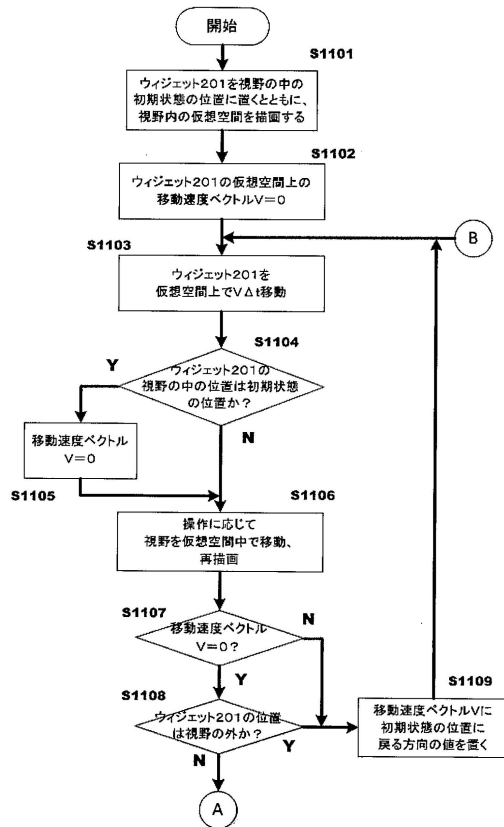 開始
S1101
ウィジェット201を視野の中の
初期状態の位置に置くとともに、
視野内の仮想空間を描画する
S1102
ウィジェット201の仮想空間上の
移動速度ベクトルV=0
B
S1103
ウィジェット201を
仮想空間上でVΔt移動
S1104
Y
ウィジェット201の
視野の中の位置は初期状態
の位置か?
N
移動速度ベクトル
V=0
S1105
S1106
操作に応じて
視野を仮想空間中で移動、
再描画
S1107
N
移動速度ベクトル
V=0?
Y
S1108
ウィジェット201の位置
は視野の外か?
Y
N
S1109
移動速度ベクトルVに
初期状態の位置に
戻る方向の値を置く
A